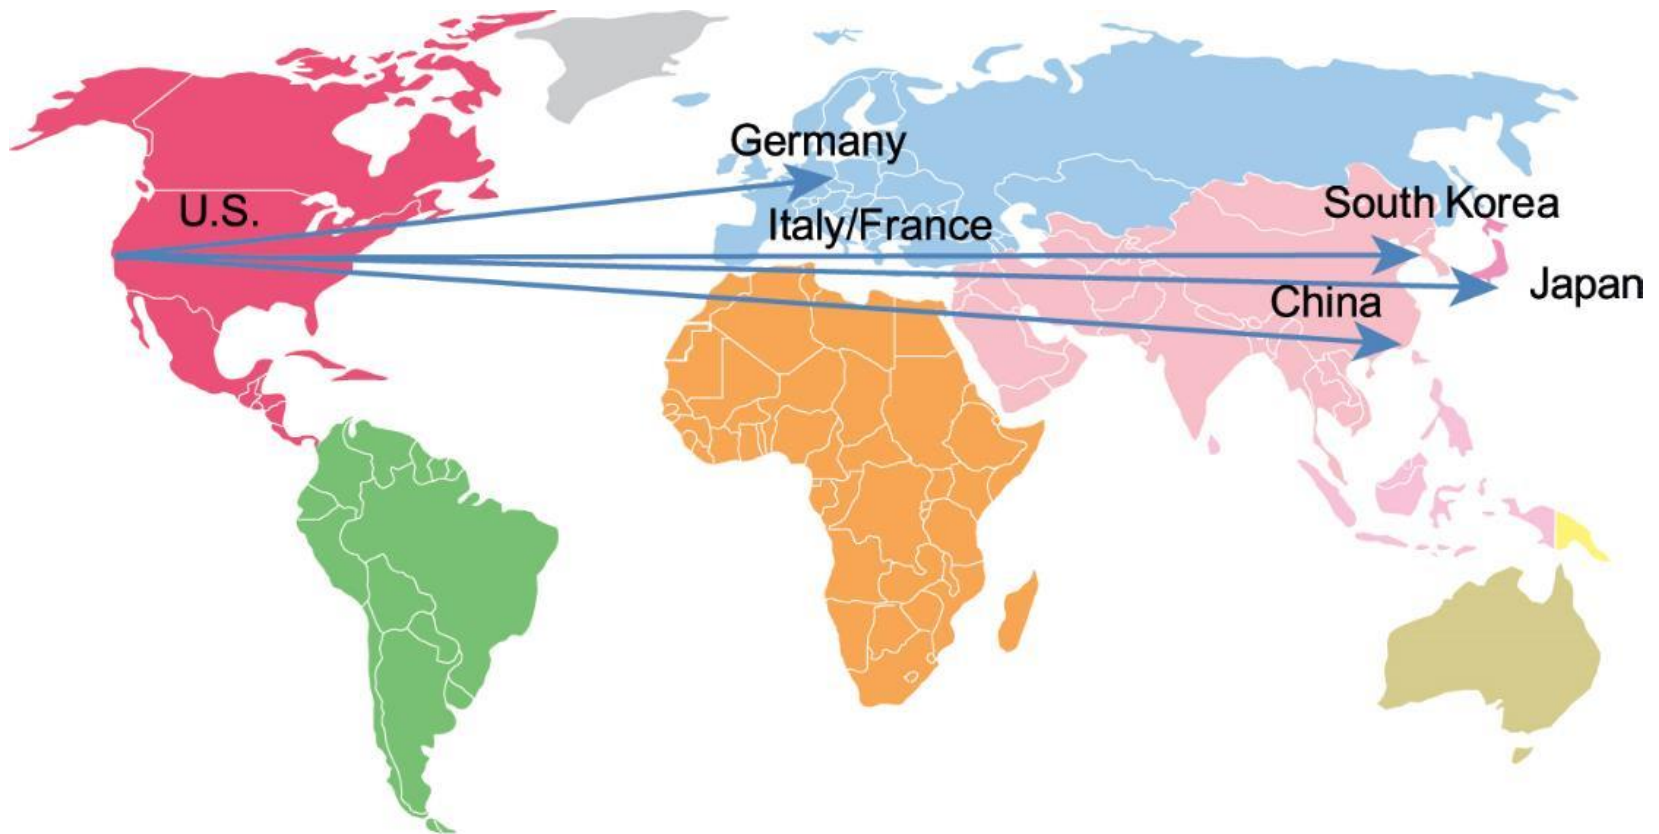 Germany
U.S.
South Korea
Italy/France
Japan
China